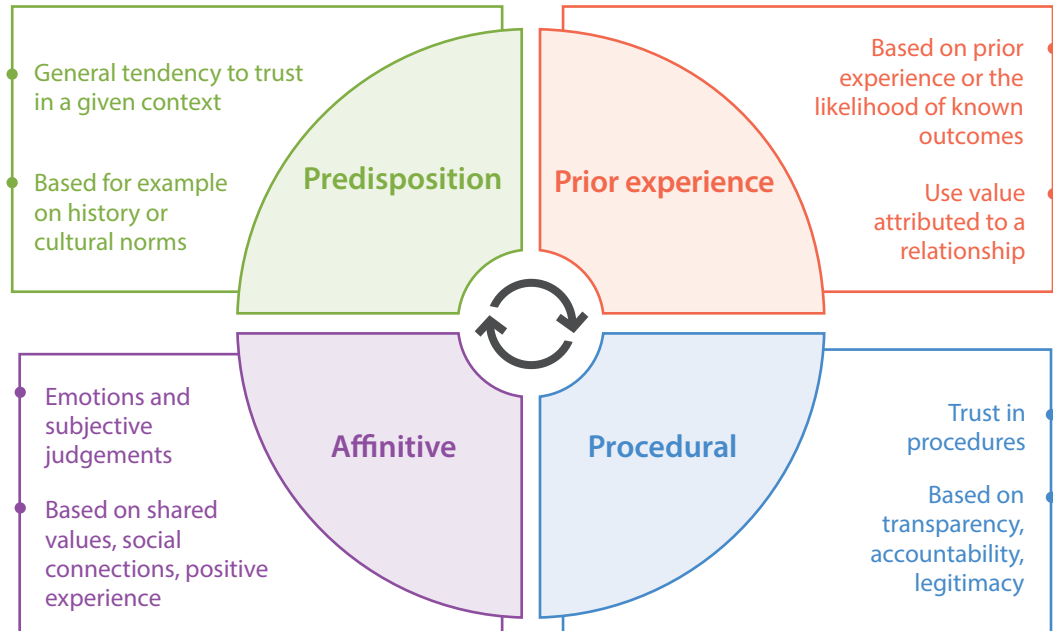 General tendency to trust
in a given context
Based for example
on history or
cultural norms
Predisposition
Prior experience
Based on prior
experience or the
likelihood of known
outcomes
Use value
attributed to a
relationship
Emotions and
subjective
judgements
Based on shared
values, social
connections, positive
experience
Affinitive
Procedural
Trust in
procedures
Based on
transparency,
accountability,
legitimacy